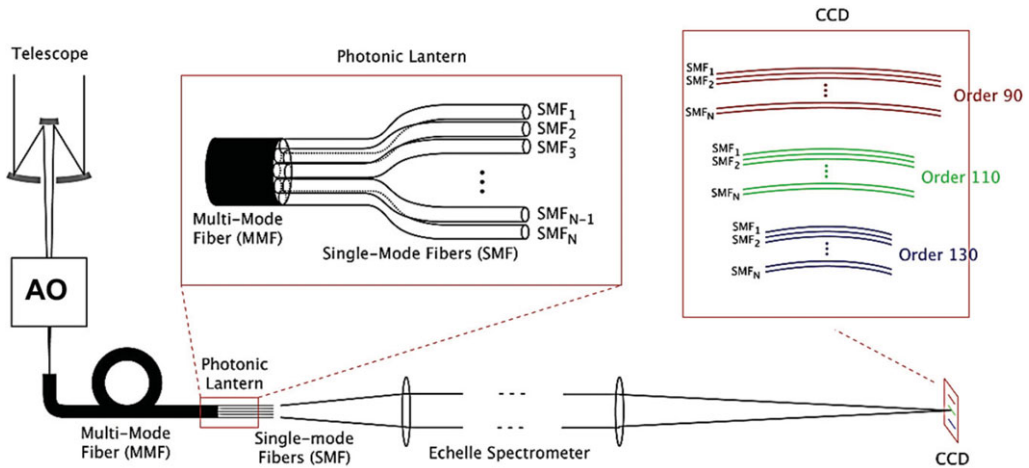 Telescope
AO
Multi-Mode
Fiber (MMF)
Photonic
Lantern
Single-mode
Fibers (SMF)
Echelle Spectrometer
CCD
Photonic Lantern
Multi-Mode
Fiber (MMF)
Single-Mode Fibers (SMF)
SMF1
SMF2
SMF3
SMFN-1
SMFN
CCD
SMF1
SMF2
SMFN
Order 90
SMF1
SMF2
SMFN
Order 110
SMF1
SMF2
SMFN
Order 130